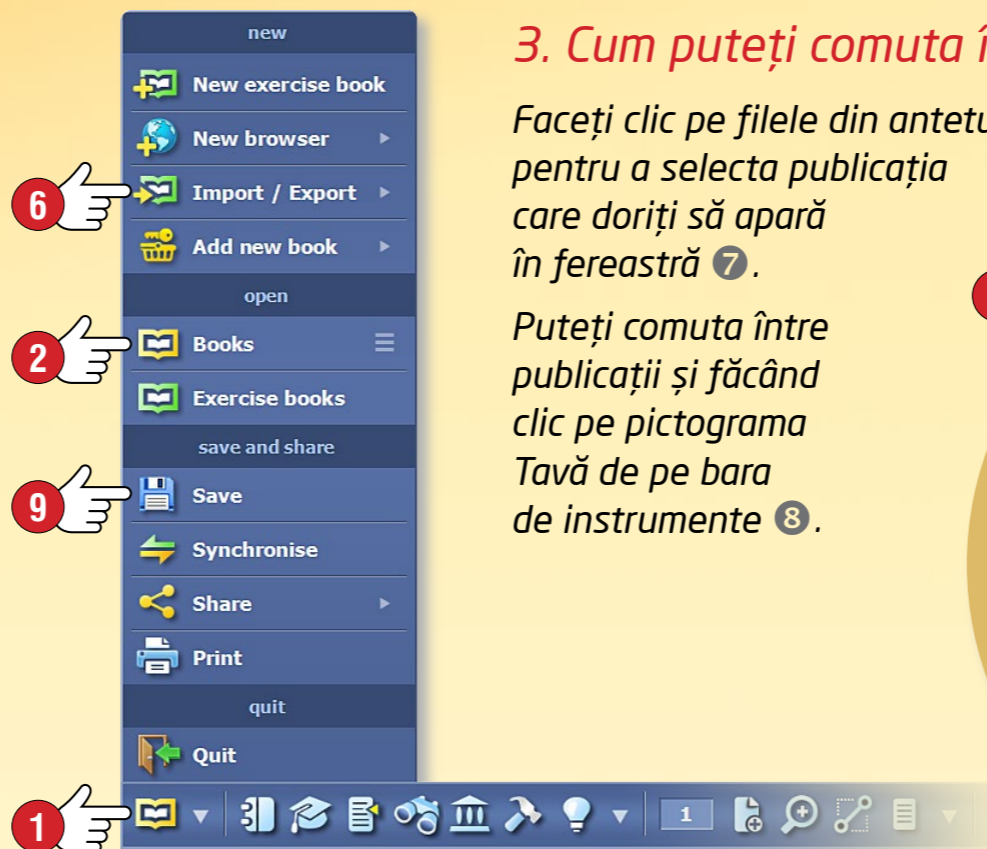 new
New exercise book
New browser
6 Import / Export
Add new book
open
2 Books
Exercise books
save and share
9 Save
Synchronise
Share
Print
quit
Quit
1
1
3. Cum puteți comuta î
Faceți clic pe filele din antetu
pentru a selecta publicația
care doriți să apară
în fereastră 7.
Puteți comuta între
publicații și făcând
clic pe pictograma
Tavă de pe bara
de instrumente 8.